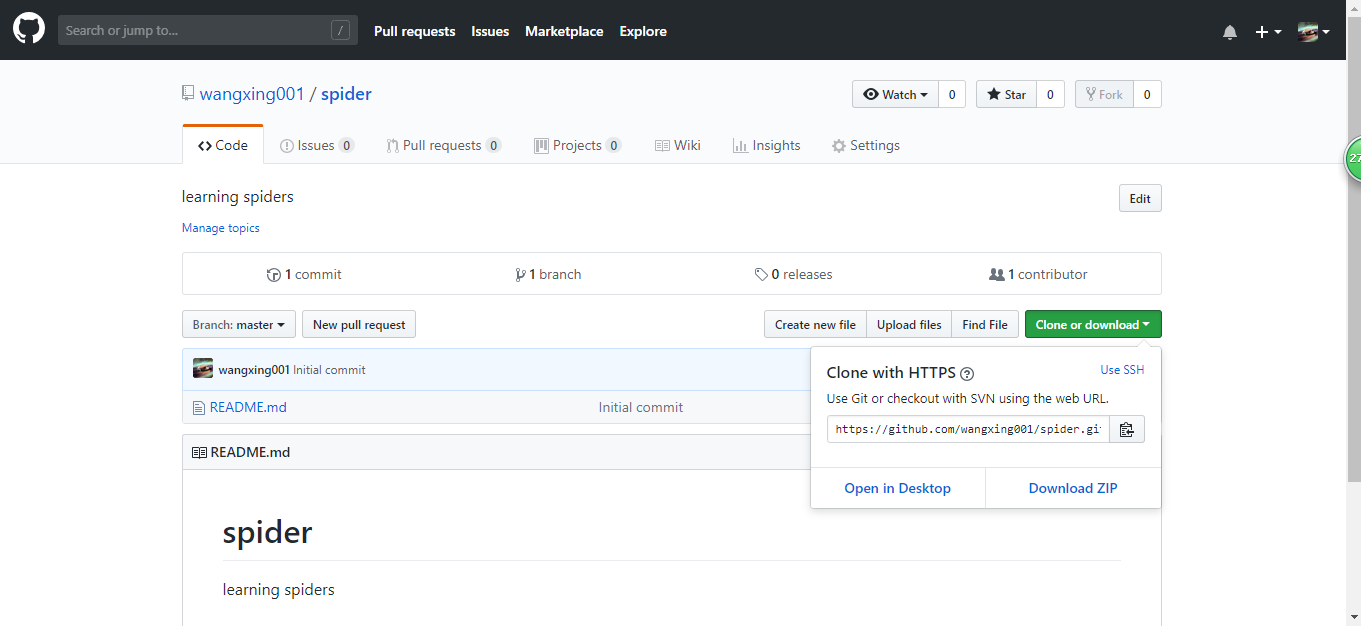 Search or jump to... / Pull requests Issues Marketplace Explore
wangxing001 / spider Watch 0 Star 0 Fork 0
Code Issues 0 Pull requests 0 Projects 0 Wiki Insights Settings
27
learning spiders Edit
Manage topics
1 commit 1 branch 0 releases 1 contributor
Branch: master New pull request Create new file Upload files Find File Clone or download
wangxing001 Initial commit
README.md Initial commit
Clone with HTTPS ? Use SSH
Use Git or checkout with SVN using the web URL.
https://github.com/wangxing001/spider.gi
Open in Desktop Download ZIP
README.md
spider
learning spiders